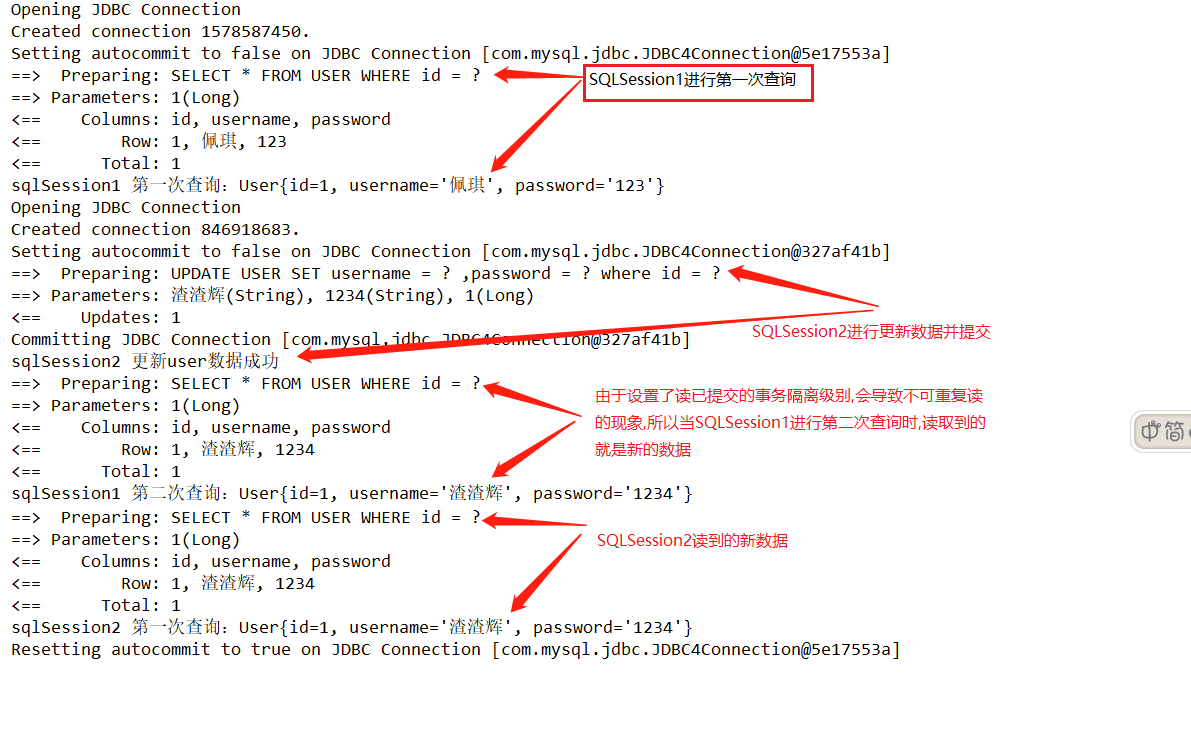 Opening JDBC Connection
Created connection 1578587450.
Setting autocommit to false on JDBC Connection [com.mysql.jdbc.JDBC4Connection@5e17553a]
==>  Preparing: SELECT * FROM USER WHERE id = ?
SQLSession1进行第一次查询
==> Parameters: 1(Long)
<==    Columns: id, username, password
<==        Row: 1, 佩琪, 123
<==      Total: 1
sqlSession1 第一次查询：User{id=1, username='佩琪', password='123'}
Opening JDBC Connection
Created connection 846918683.
Setting autocommit to false on JDBC Connection [com.mysql.jdbc.JDBC4Connection@327af41b]
==>  Preparing: UPDATE USER SET username = ? ,password = ? where id = ?
==> Parameters: 渣渣辉(String), 1234(String), 1(Long)
<==    Updates: 1
SQLSession2进行更新数据并提交
Committing JDBC Connection [com.mysql.jdbc.JDBC4Connection@327af41b]
sqlSession2 更新user数据成功
==>  Preparing: SELECT * FROM USER WHERE id = ?
==> Parameters: 1(Long)
<==    Columns: id, username, password
<==        Row: 1, 渣渣辉, 1234
<==      Total: 1
由于设置了读已提交的事务隔离级别,会导致不可重复读
的现象,所以当SQLSession1进行第二次查询时,读取到的
就是新的数据
sqlSession1 第二次查询：User{id=1, username='渣渣辉', password='1234'}
==>  Preparing: SELECT * FROM USER WHERE id = ?
==> Parameters: 1(Long)
SQLSession2读到的新数据
<==    Columns: id, username, password
<==        Row: 1, 渣渣辉, 1234
<==      Total: 1
sqlSession2 第一次查询：User{id=1, username='渣渣辉', password='1234'}
Resetting autocommit to true on JDBC Connection [com.mysql.jdbc.JDBC4Connection@5e17553a]
中简